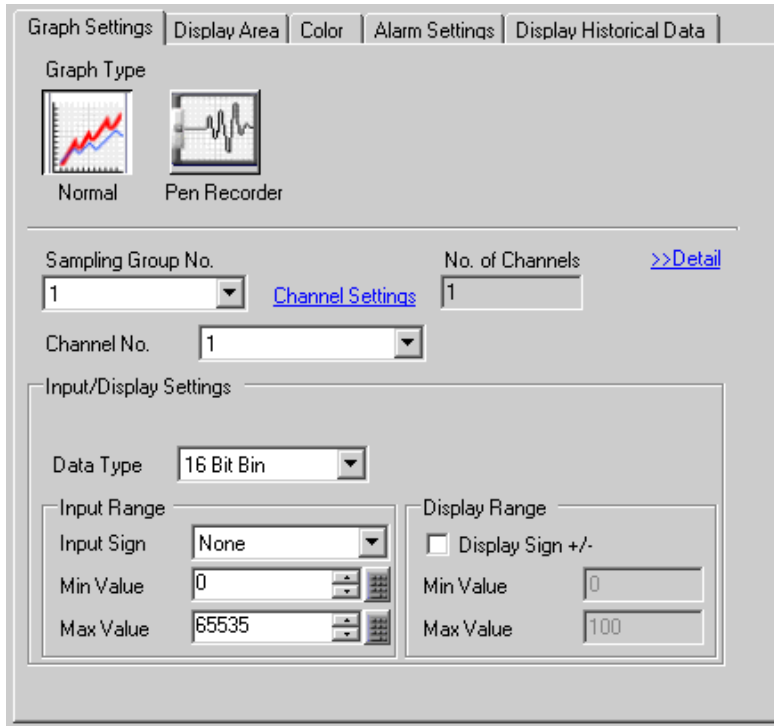 Graph Settings Display Area Color Alarm Settings Display Historical Data
Graph Type
Normal Pen Recorder
Sampling Group No. No. of Channels >>Detail
1 Channel Settings 1
Channel No. 1
Input/Display Settings
Data Type 16 Bit Bin
Input Range Display Range
Input Sign None Display Sign +/-
Min Value 0 Min Value 0
Max Value 65535 Max Value 100